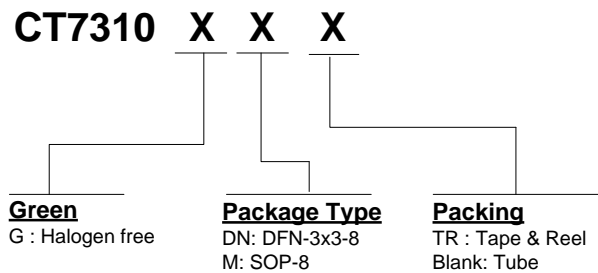 CT7310 X X X
Green
G : Halogen free
Package Type
DN: DFN-3x3-8
M: SOP-8
Packing
TR : Tape & Reel
Blank: Tube